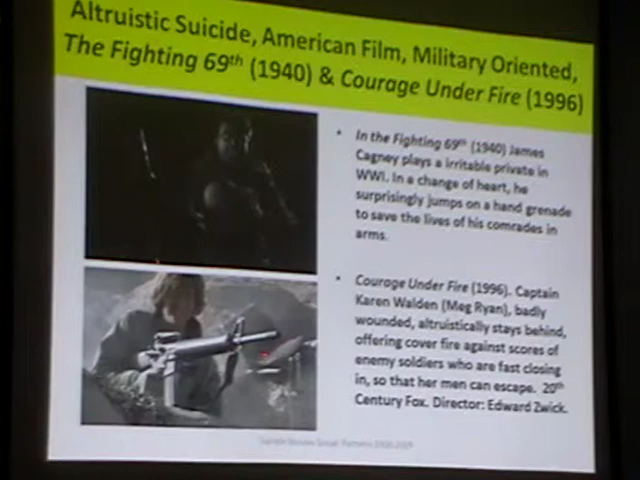 Altruistic Suicide, American Film, Military Oriented,
The Fighting 69th (1940) & Courage Under Fire (1996)
• In the Fighting 69th (1940) James
Cagney plays a irritable private in
WWI. In a change of heart, he
surprisingly jumps on a hand grenade
to save the lives of his comrades in
arms.
• Courage Under Fire (1996). Captain
Karen Walden (Meg Ryan), badly
wounded, altruistically stays behind,
offering cover fire against scores of
enemy soldiers who are fast closing
in, so that her men can escape. 20th
Century Fox. Director: Edward Zwick.